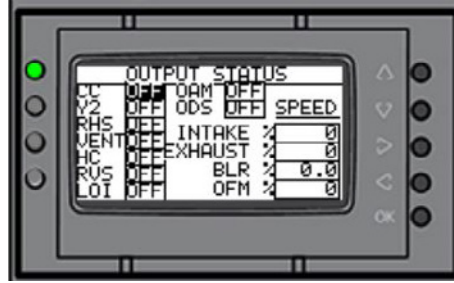 OUTPUT STATUS
CC OFF OAM OFF
Y2 OFF ODS OFF SPEED
RHS OFF INTAKE % 0
VENT OFF EXHAUST % 0
HC OFF BLR % 0.0
RVS OFF OFM % 0
LOI OFF
OK